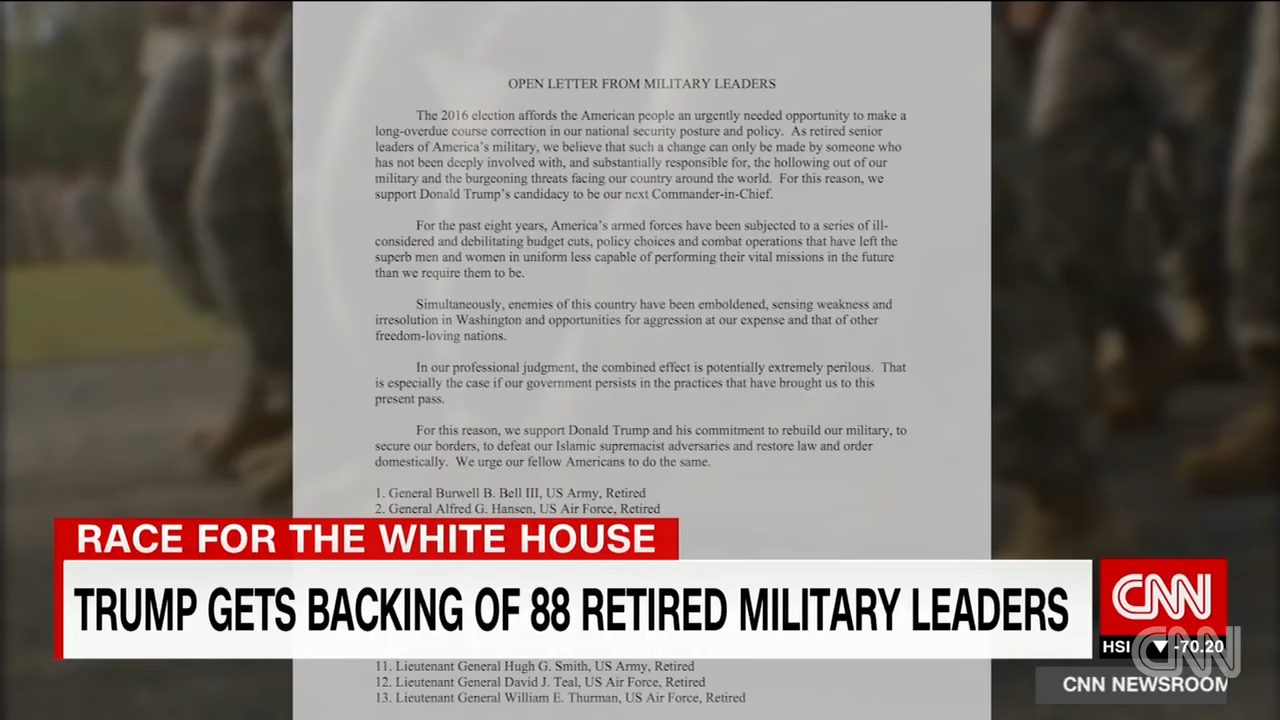 OPEN LETTER FROM MILITARY LEADERS
The 2016 election affords the American people an urgently needed opportunity to make a
long-overdue course correction in our national security posture and policy. As retired senior
leaders of America's military, we believe that such a change can only be made by someone who
has not been deeply involved with, and substantially responsible for, the hollowing out of our
military and the burgeoning threats facing our country around the world. For this reason, we
support Donald Trump's candidacy to be our next Commander-in-Chief.
For the past eight years, America's armed forces have been subjected to a series of ill-
considered and debilitating budget cuts, policy choices and combat operations that have left the
superb men and women in uniform less capable of performing their vital missions in the future
than we require them to be.
Simultaneously, enemies of this country have been emboldened, sensing weakness and
irresolution in Washington and opportunities for aggression at our expense and that of other
freedom-loving nations.
In our professional judgment, the combined effect is potentially extremely perilous. That
is especially the case if our government persists in the practices that have brought us to this
present pass.
For this reason, we support Donald Trump and his commitment to rebuild our military, to
secure our borders, to defeat our Islamic supremacist adversaries and restore law and order
domestically. We urge our fellow Americans to do the same.
1. General Burwell B. Bell III, US Army, Retired
2. General Alfred G. Hansen, US Air Force, Retired
RACE FOR THE WHITE HOUSE
TRUMP GETS BACKING OF 88 RETIRED MILITARY LEADERS
CNN
HSI ▼ -70.20
CNN
11. Lieutenant General Hugh G. Smith, US Army, Retired
12. Lieutenant General David J. Teal, US Air Force, Retired
13. Lieutenant General William E. Thurman, US Air Force, Retired
CNN NEWSROOM